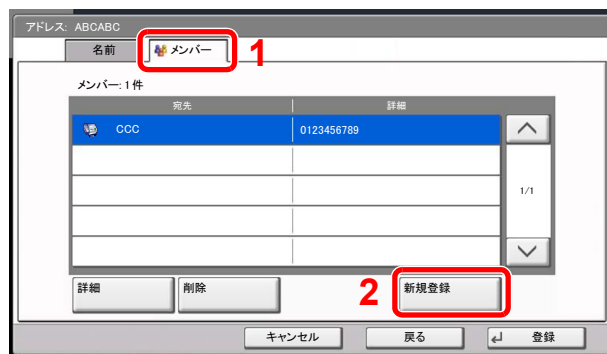 アドレス: ABCABC
名前 メンバー 1
メンバー: 1 件
宛先 詳細
CCC 0123456789
1/1
詳細 削除 2 新規登録
キャンセル 戻る 登録